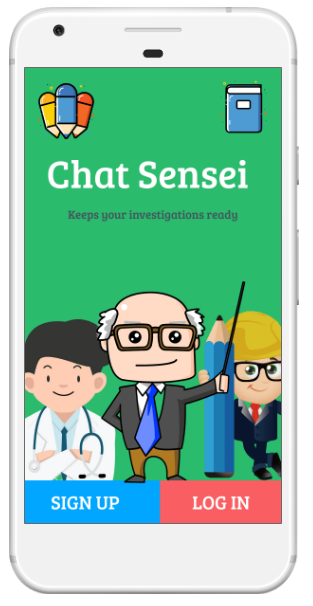 Chat Sensei
Keeps your investigations ready
SIGN UP
LOG IN